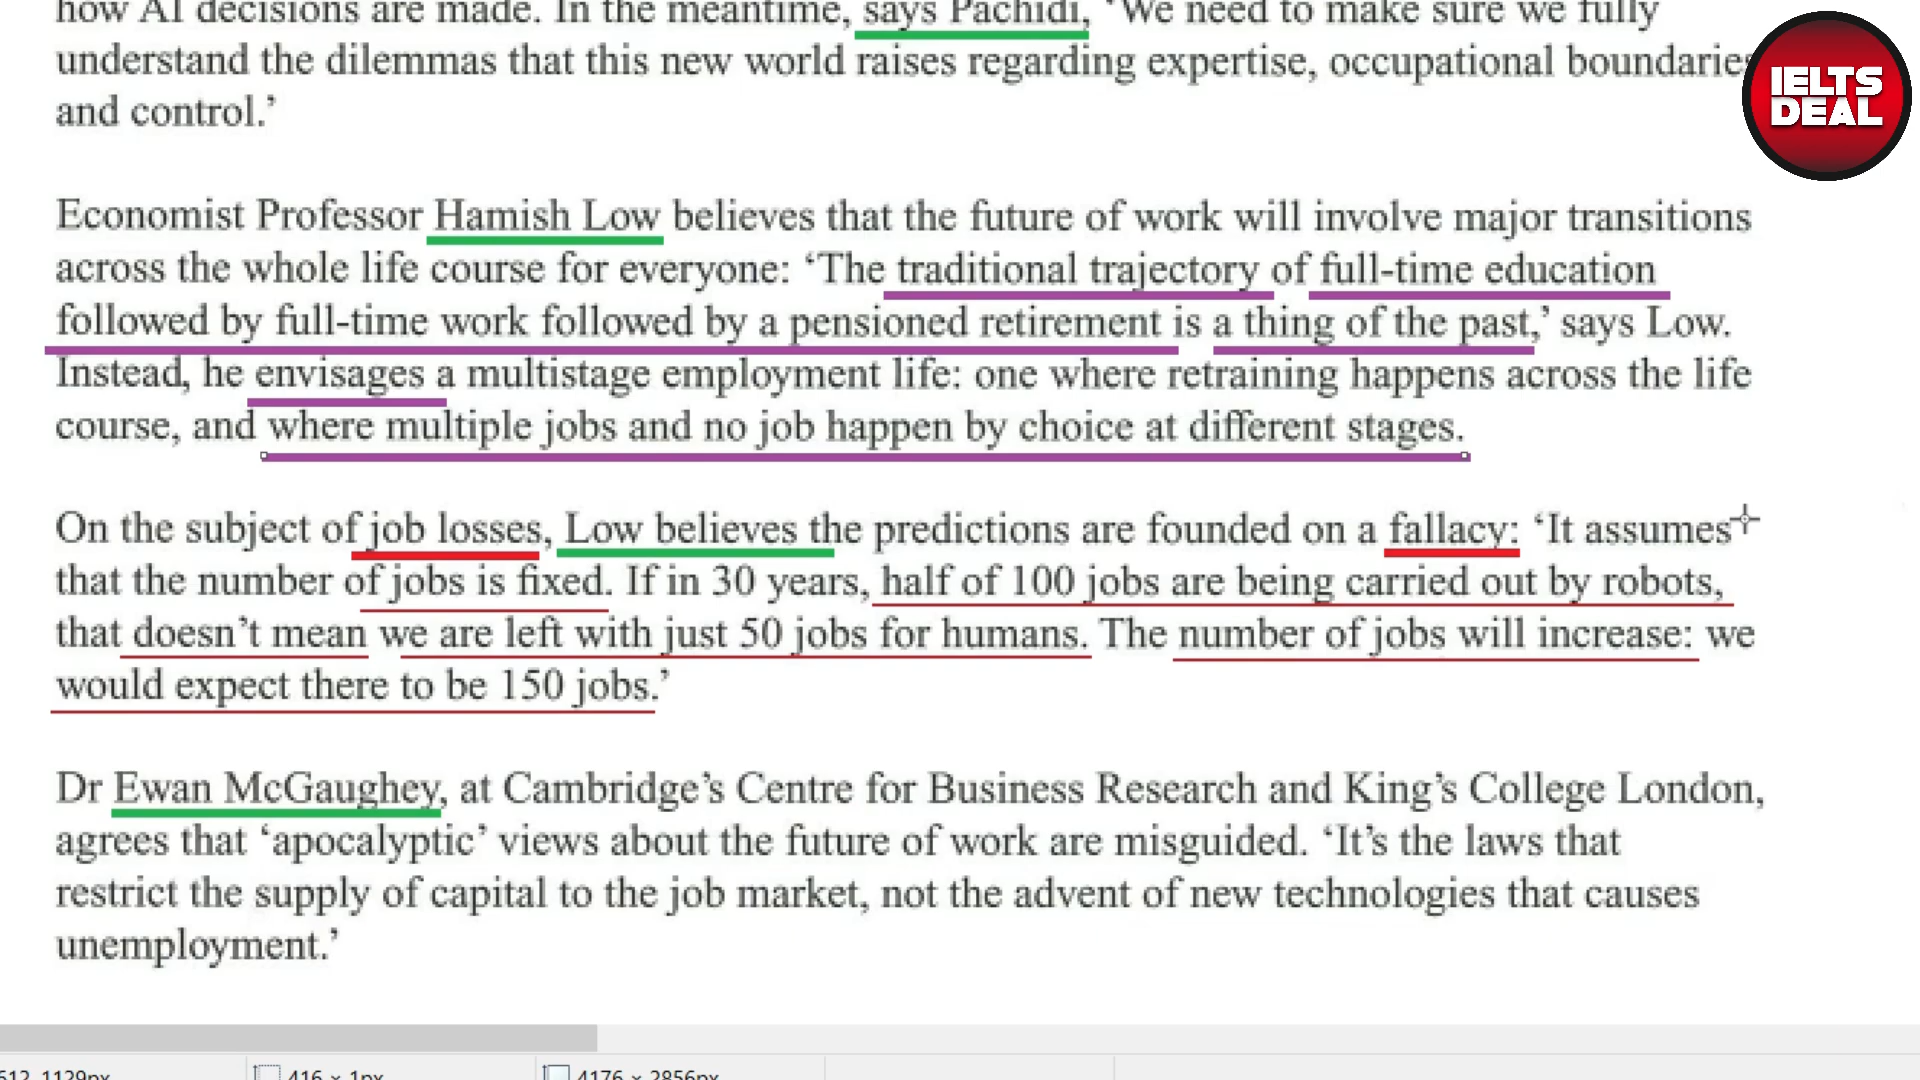 how AI decisions are made. In the meantime, says Pachidi, ‘We need to make sure we fully
understand the dilemmas that this new world raises regarding expertise, occupational boundaries
and control.’
IELTS
DEAL
Economist Professor Hamish Low believes that the future of work will involve major transitions
across the whole life course for everyone: ‘The traditional trajectory of full-time education
followed by full-time work followed by a pensioned retirement is a thing of the past,’ says Low.
Instead, he envisages a multistage employment life: one where retraining happens across the life
course, and where multiple jobs and no job happen by choice at different stages.
On the subject of job losses, Low believes the predictions are founded on a fallacy: ‘It assumes
that the number of jobs is fixed. If in 30 years, half of 100 jobs are being carried out by robots,
that doesn’t mean we are left with just 50 jobs for humans. The number of jobs will increase: we
would expect there to be 150 jobs.’
Dr Ewan McGaughey, at Cambridge’s Centre for Business Research and King’s College London,
agrees that ‘apocalyptic’ views about the future of work are misguided. ‘It’s the laws that
restrict the supply of capital to the job market, not the advent of new technologies that causes
unemployment.’
612, 1129px 416 × 1px 4176 × 2856px